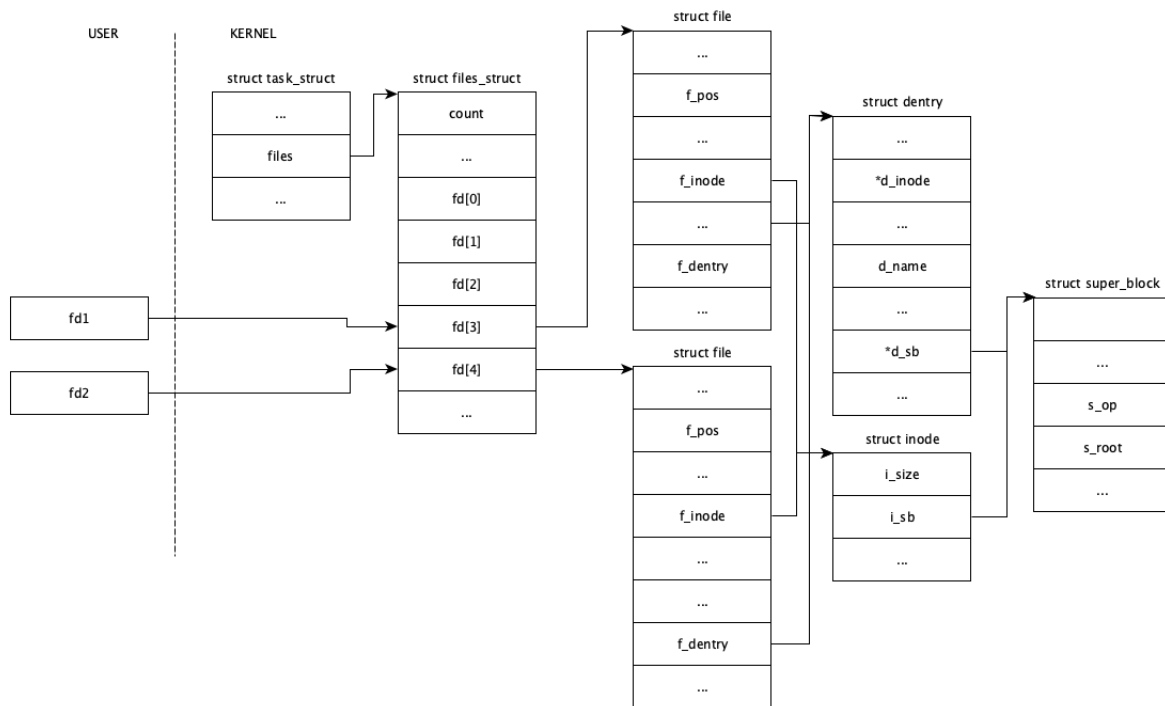 USER
KERNEL
struct task_struct
...
files
...
struct files_struct
count
...
fd[0]
fd[1]
fd[2]
fd[3]
fd[4]
...
fd1
fd2
struct file
...
f_pos
...
f_inode
...
f_dentry
...
struct file
...
f_pos
...
f_inode
...
...
f_dentry
...
struct dentry
...
*d_inode
...
d_name
...
*d_sb
...
struct inode
i_size
i_sb
...
struct super_block
...
s_op
s_root
...